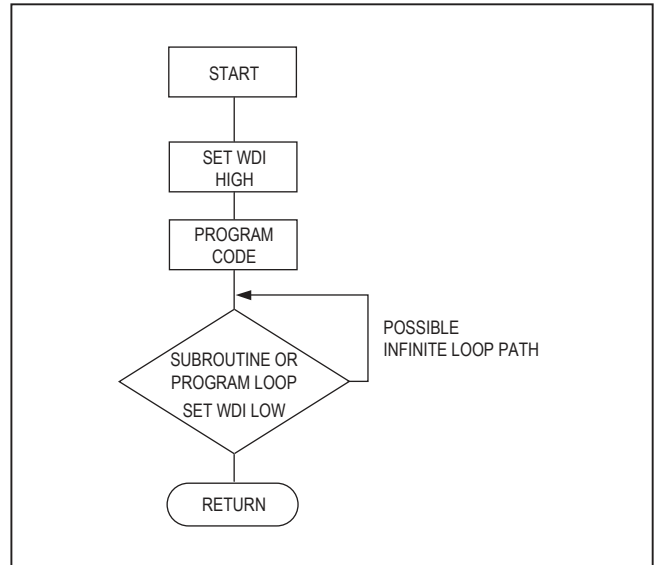 START
SET WDI
HIGH
PROGRAM
CODE
POSSIBLE
INFINITE LOOP PATH
SUBROUTINE OR
PROGRAM LOOP
SET WDI LOW
RETURN